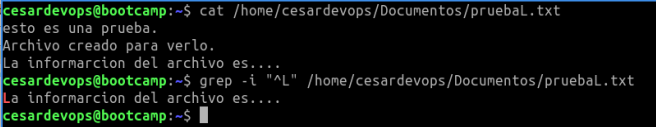 cesardevops@bootcamp:~$ cat /home/cesardevops/Documentos/pruebaL.txt
esto es una prueba.
Archivo creado para verlo.
La informarcion del archivo es....
cesardevops@bootcamp:~$ grep -i "^L" /home/cesardevops/Documentos/pruebaL.txt
La informarcion del archivo es....
cesardevops@bootcamp:~$